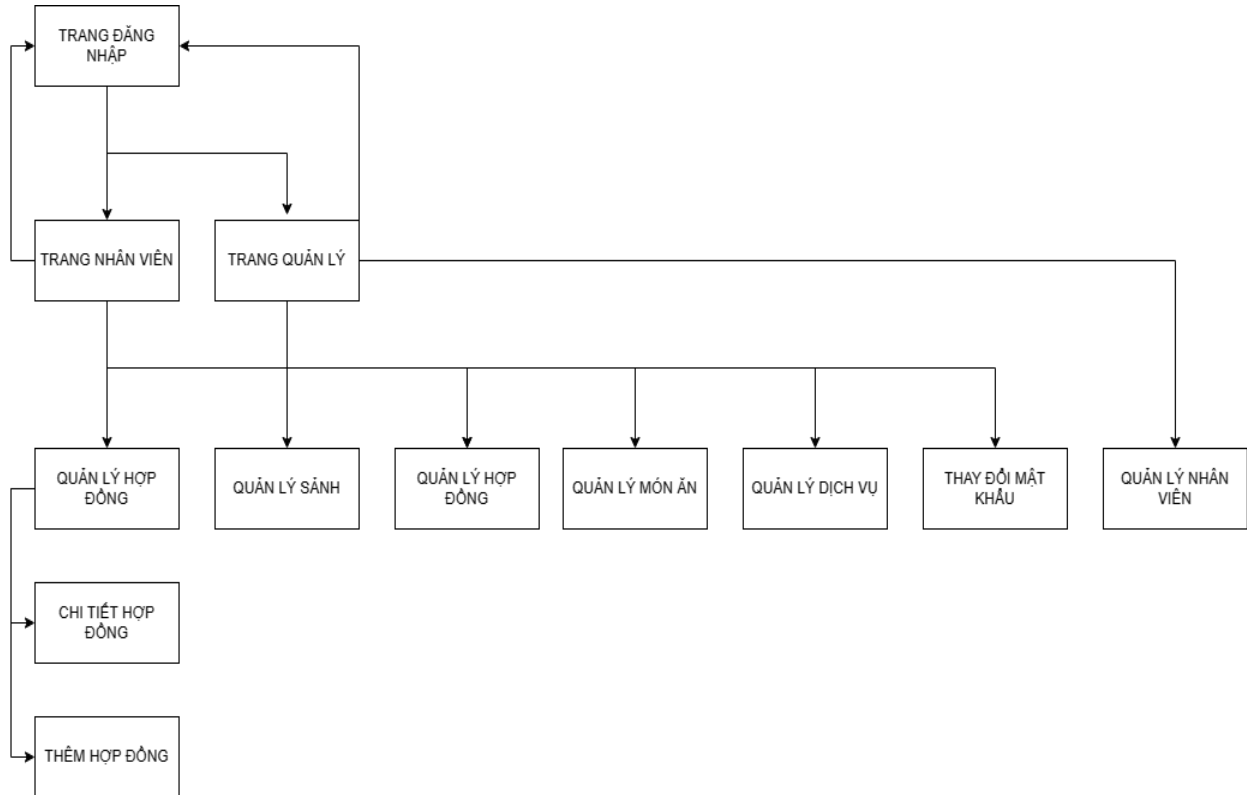 TRANG ĐĂNG
NHẬP
TRANG NHÂN VIÊN
TRANG QUẢN LÝ
QUẢN LÝ HỢP
ĐỒNG
QUẢN LÝ SẢNH
QUẢN LÝ HỢP
ĐỒNG
QUẢN LÝ MÓN ĂN
QUẢN LÝ DỊCH VỤ
THAY ĐỔI MẬT
KHẨU
QUẢN LÝ NHÂN
VIÊN
CHI TIẾT HỢP
ĐỒNG
THÊM HỢP ĐỒNG